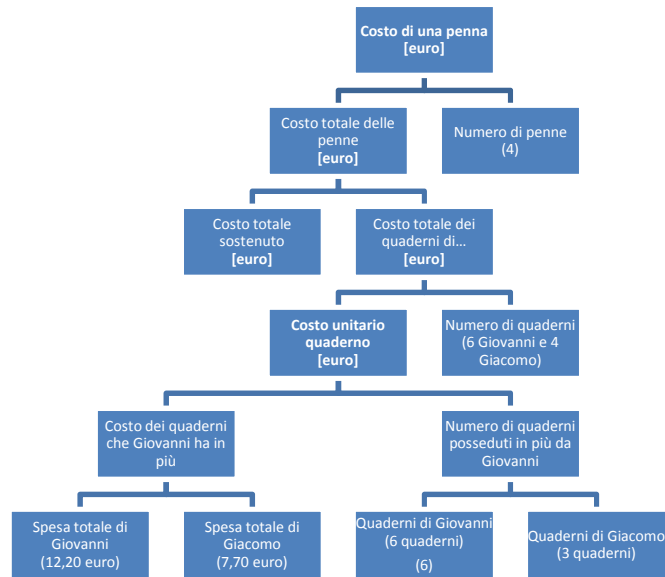 Costo di una penna
[euro]
Costo totale delle
penne
[euro]
Numero di penne
(4)
Costo totale
sostenuto
[euro]
Costo totale dei
quaderni di…
[euro]
Costo unitario
quaderno
[euro]
Numero di quaderni
(6 Giovanni e 4
Giacomo)
Costo dei quaderni
che Giovanni ha in
più
Numero di quaderni
posseduti in più da
Giovanni
Spesa totale di
Giovanni
(12,20 euro)
Spesa totale di
Giacomo
(7,70 euro)
Quaderni di Giovanni
(6 quaderni)
(6)
Quaderni di Giacomo
(3 quaderni)